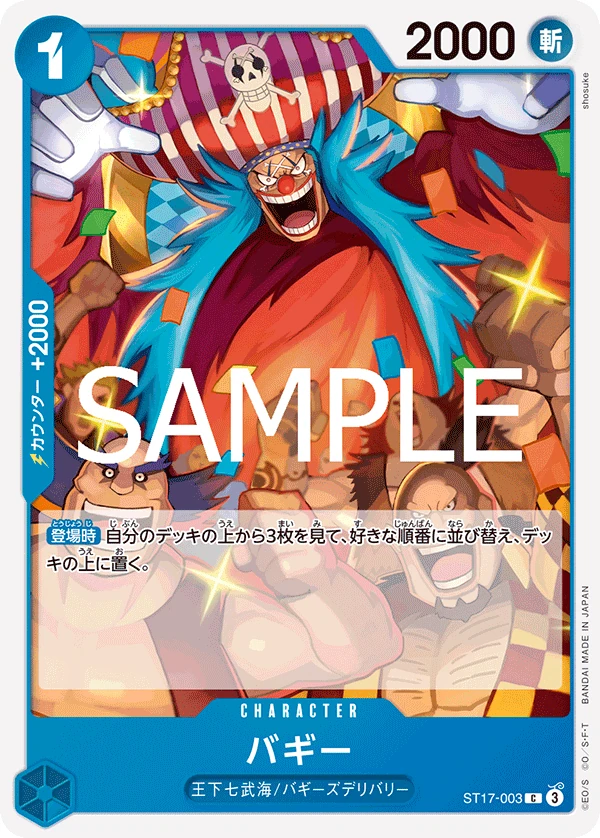 1
2000
斬
shosuke
カウンター +2000
SAMPLE
登場時 自分のデッキの上から3枚を見て、好きな順番に並び替え、デッ
キの上に置く。
CHARACTER
バギー
王下七武海/バギーズデリバリー
ST17-003 C 3
©E.O/S ©O/S・F・T BANDAI MADE IN JAPAN